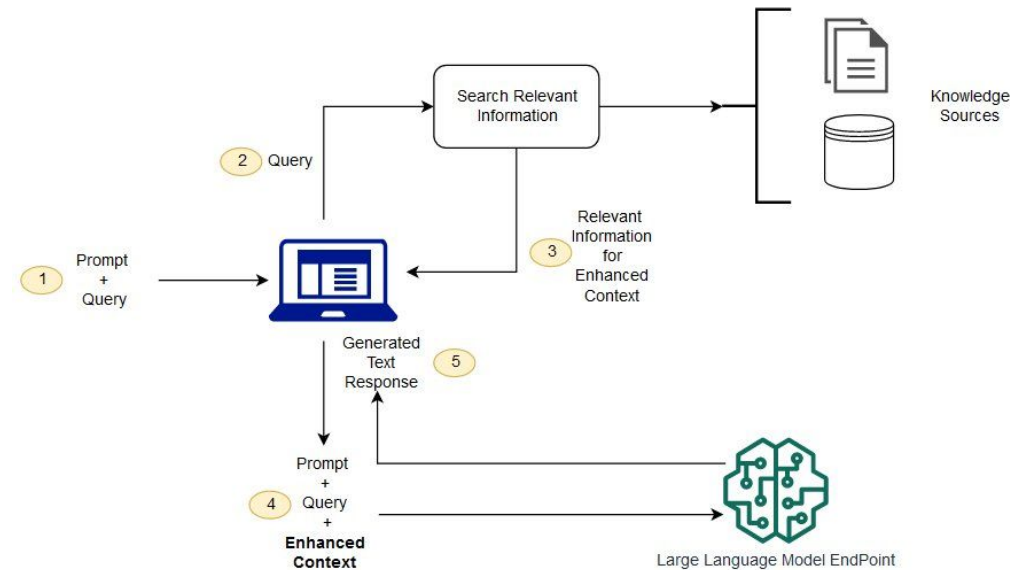 Search Relevant
Information
Knowledge
Sources
2
Query
Relevant
Information
for
Enhanced
Context
3
1
Prompt
+
Query
Generated
Text
Response
5
Prompt
+
Query
+
Enhanced
Context
4
Large Language Model EndPoint